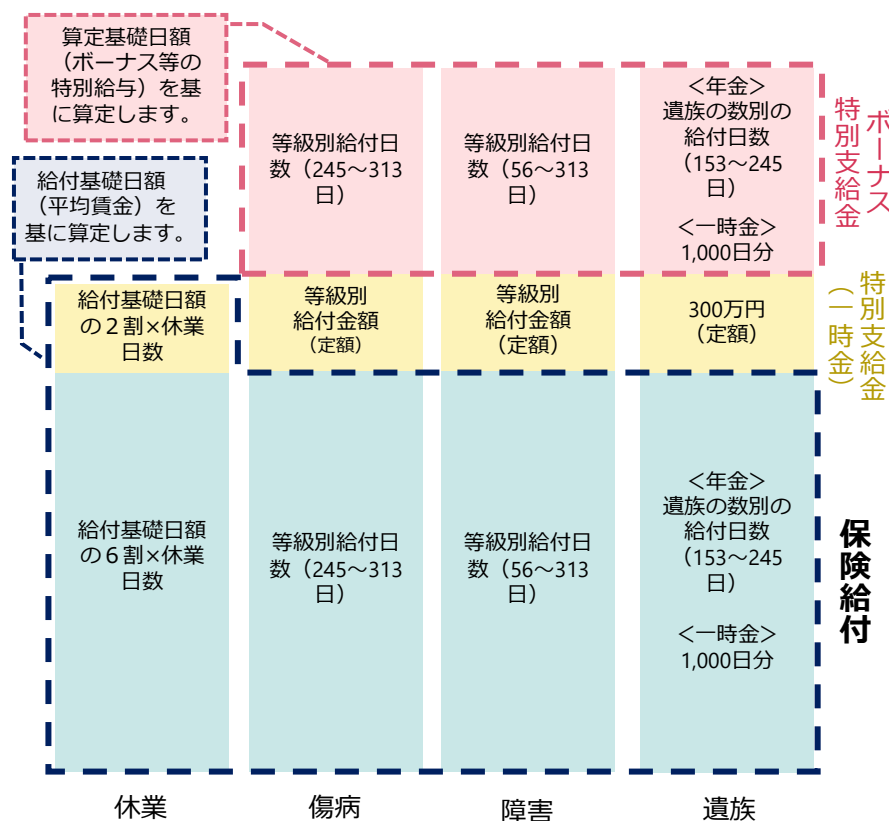 算定基礎日額
（ボーナス等の
特別給与）を基
に算定します。
給付基礎日額
（平均賃金）を
基に算定します。
等級別給付日
数（245～313
日）
等級別給付日
数（56～313
日）
＜年金＞
遺族の数別の
給付日数
（153～245
日）
＜一時金＞
1,000日分
ボーナス
特別支給金
給付基礎日額
の２割×休業
日数
等級別
給付金額
（定額）
等級別
給付金額
（定額）
300万円
（定額）
特別支給金
（一時金）
給付基礎日額
の６割×休業
日数
等級別給付日
数（245～313
日）
等級別給付日
数（56～313
日）
＜年金＞
遺族の数別の
給付日数
（153～245
日）
＜一時金＞
1,000日分
保険給付
休業
傷病
障害
遺族